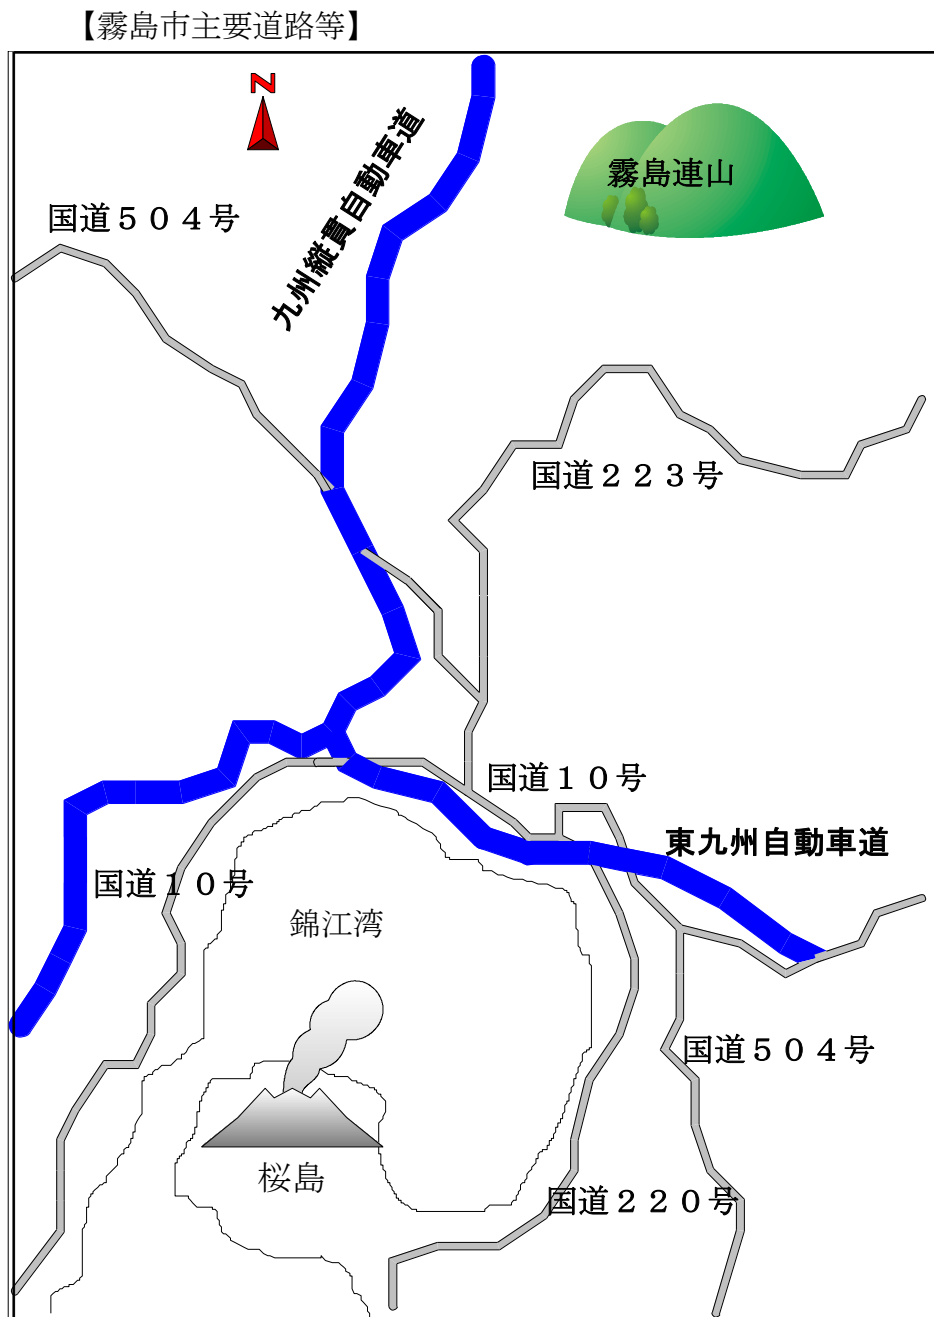 【霧島市主要道路等】
N
九州縦貫自動車道
霧島連山
国道５０４号
国道２２３号
国道１０号
東九州自動車道
国道１０号
錦江湾
国道５０４号
桜島
国道２２０号